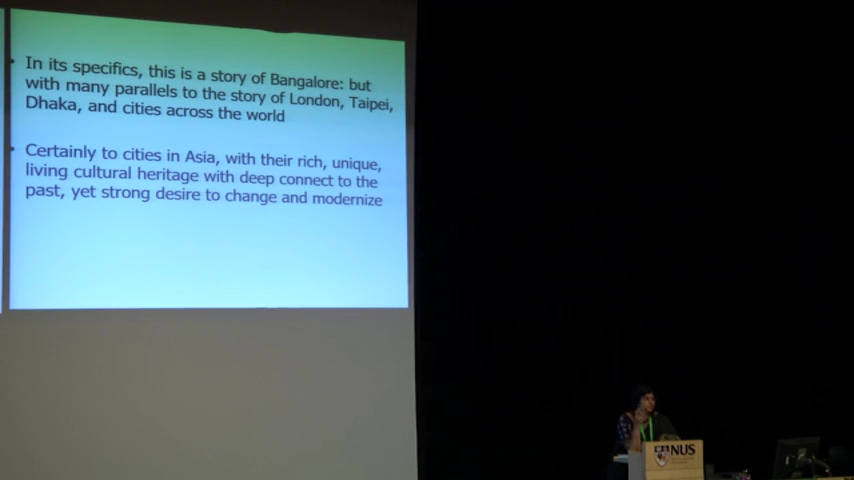 In its specifics, this is a story of Bangalore: but
with many parallels to the story of London, Taipei,
Dhaka, and cities across the world
Certainly to cities in Asia, with their rich, unique,
living cultural heritage with deep connect to the
past, yet strong desire to change and modernize
NUS